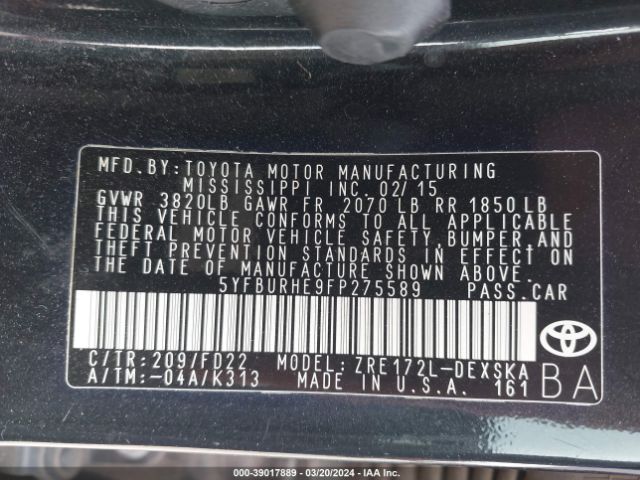 MFD.BY:TOYOTA MOTOR MANUFACTURING
MISSISSIPPI INC. 02/15
GVWR 3820LB GAWR FR 2070 LB RR 1850 LB
THIS VEHICLE CONFORMS TO ALL APPLICABLE
FEDERAL MOTOR VEHICLE SAFETY,BUMPER,AND
THEFT PREVENTION STANDARDS IN EFFECT ON
THE DATE OF MANUFACTURE SHOWN ABOVE.
5YFBURHE9FP275589 PASS.CAR
C/TR:209/FD22 MODEL:ZRE172L-DEXSKA
A/TM:-04A/K313 MADE IN U.S.A. 161
BA
000-39017889 | 03/20/2024 | IAA Inc.